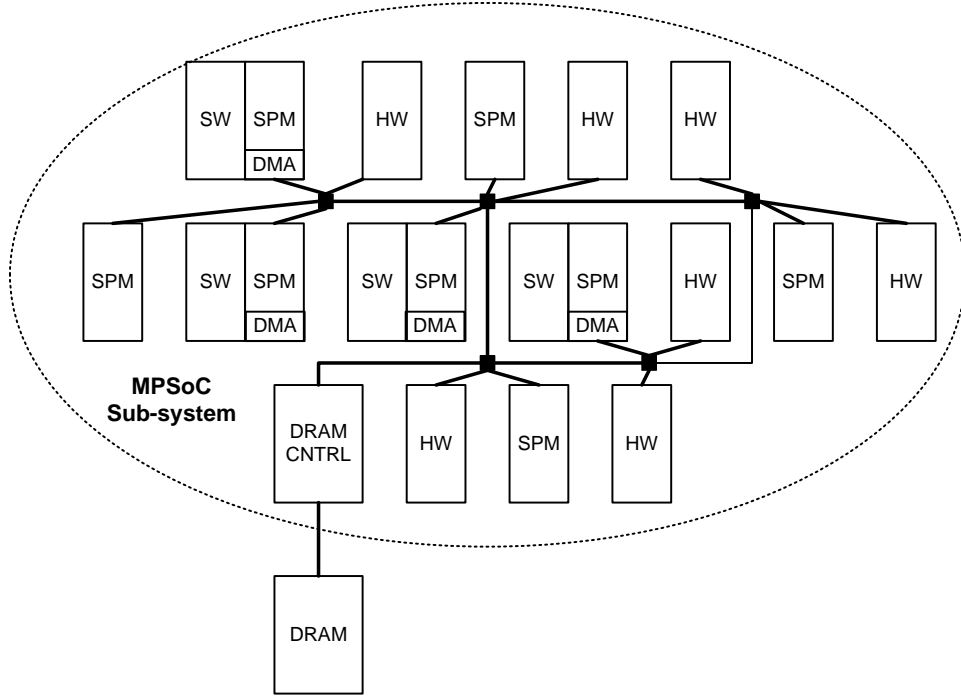 SW SPM HW SPM HW HW
DMA
SPM SW SPM SW SPM SW SPM HW SPM HW
DMA DMA DMA
MPSoC
Sub-system
DRAM
CNTRL
HW SPM HW
DRAM